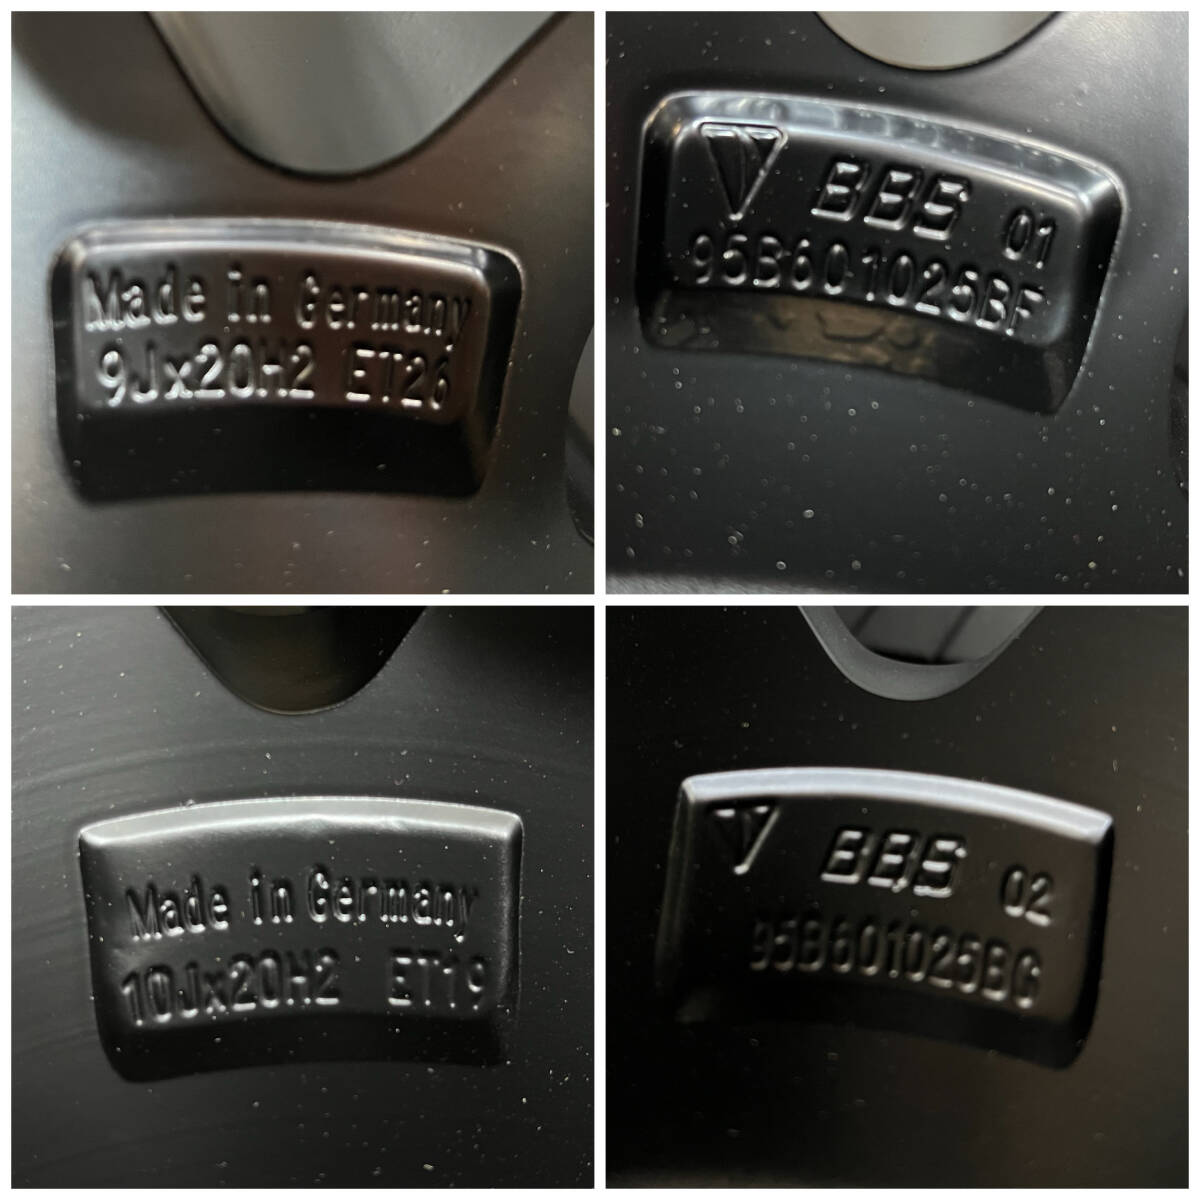 Made in Germany
9Jx20H2 ET26
BBS 01
95B601025BF
Made in Germany
10Jx20H2 ET19
BBS 02
95B601025BG